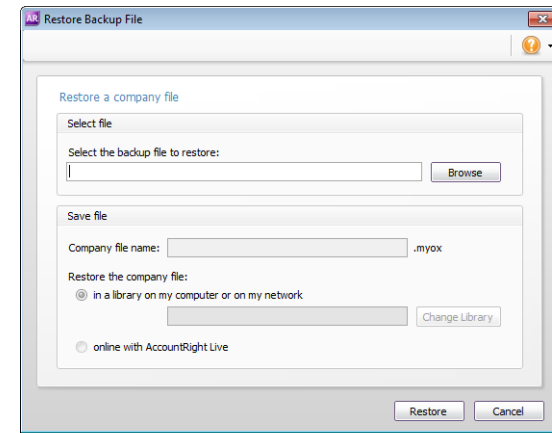 AR Restore Backup File
?
Restore a company file
Select file
Select the backup file to restore:
Browse
Save file
Company file name:
.myox
Restore the company file:
in a library on my computer or on my network
Change Library
online with AccountRight Live
Restore
Cancel